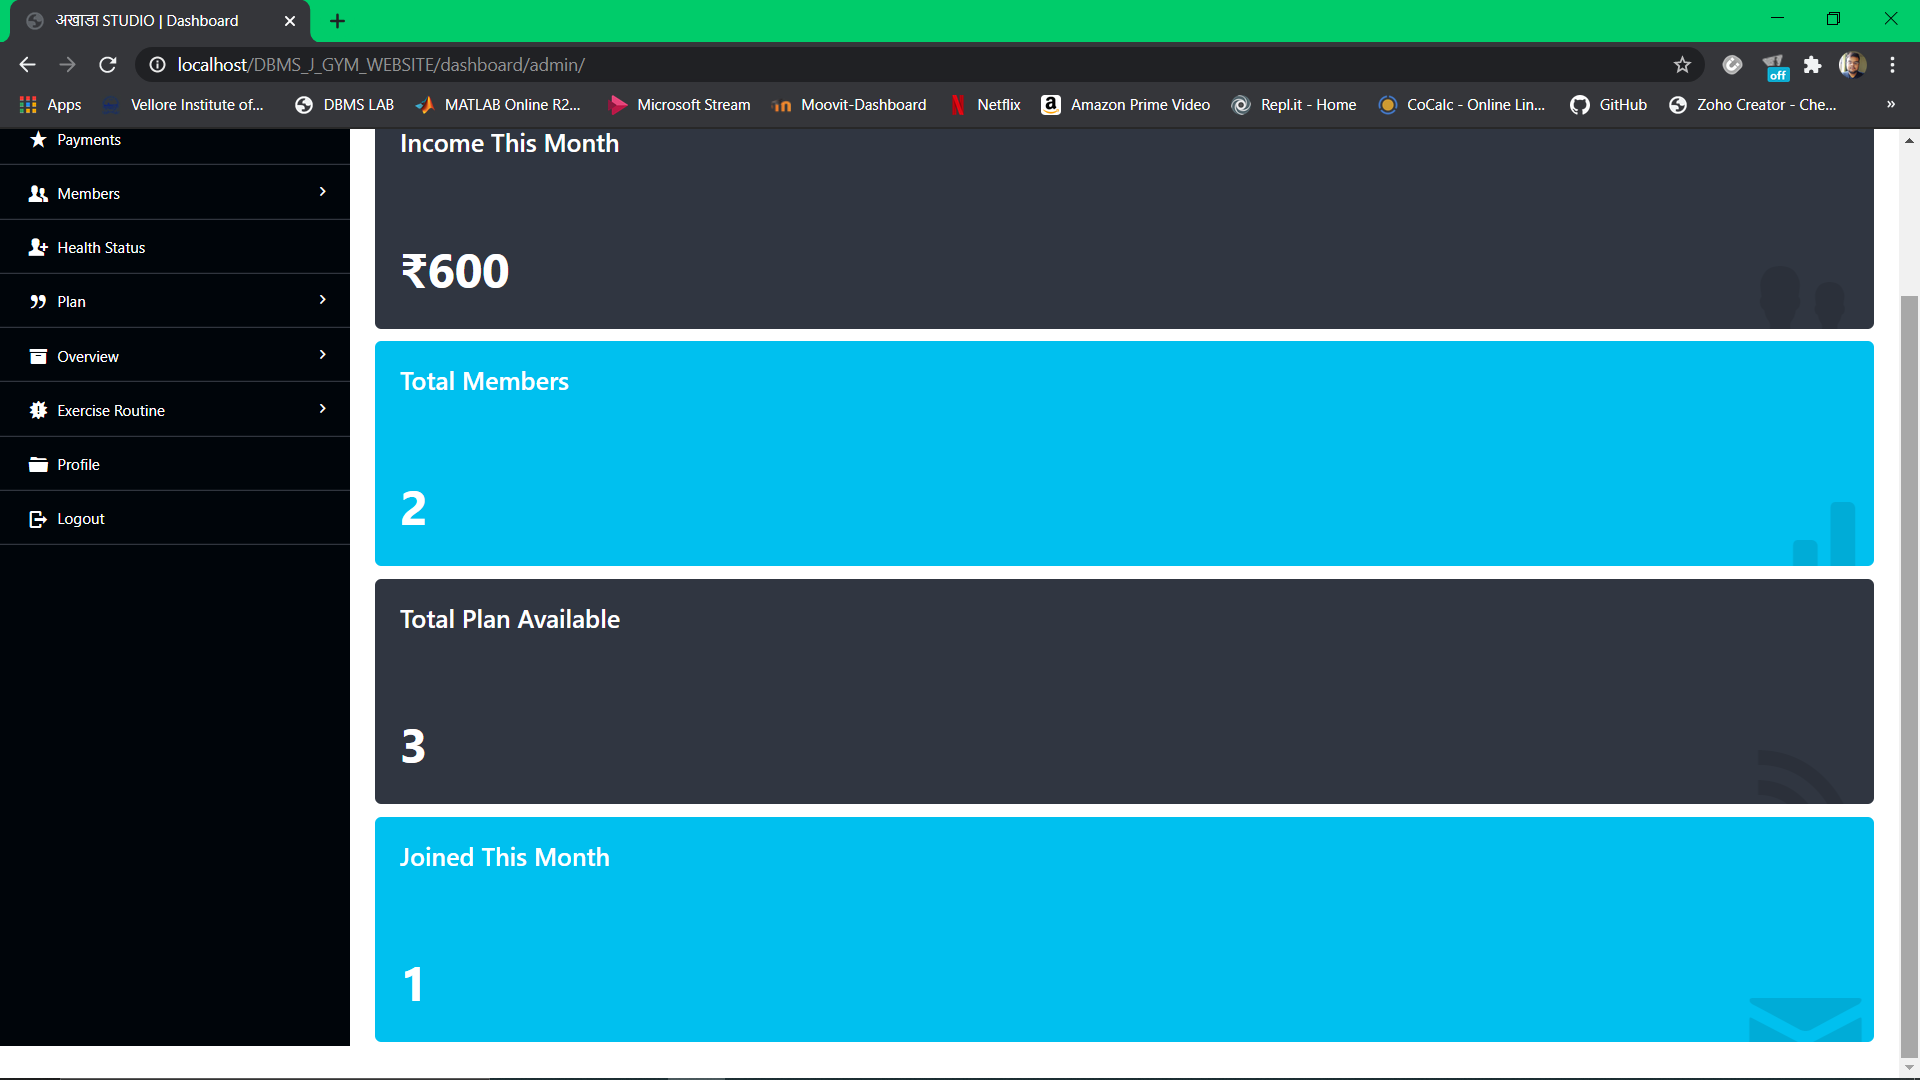 अखाडा STUDIO | Dashboard
localhost/DBMS_J_GYM_WEBSITE/dashboard/admin/
off
Apps
Vellore Institute of...
DBMS LAB
MATLAB Online R2...
Microsoft Stream
Moovit-Dashboard
Netflix
Amazon Prime Video
Repl.it - Home
CoCalc - Online Lin...
GitHub
Zoho Creator - Che...
»
Payments
Members
Health Status
Plan
Overview
Exercise Routine
Profile
Logout
Income This Month
₹600
Total Members
2
Total Plan Available
3
Joined This Month
1